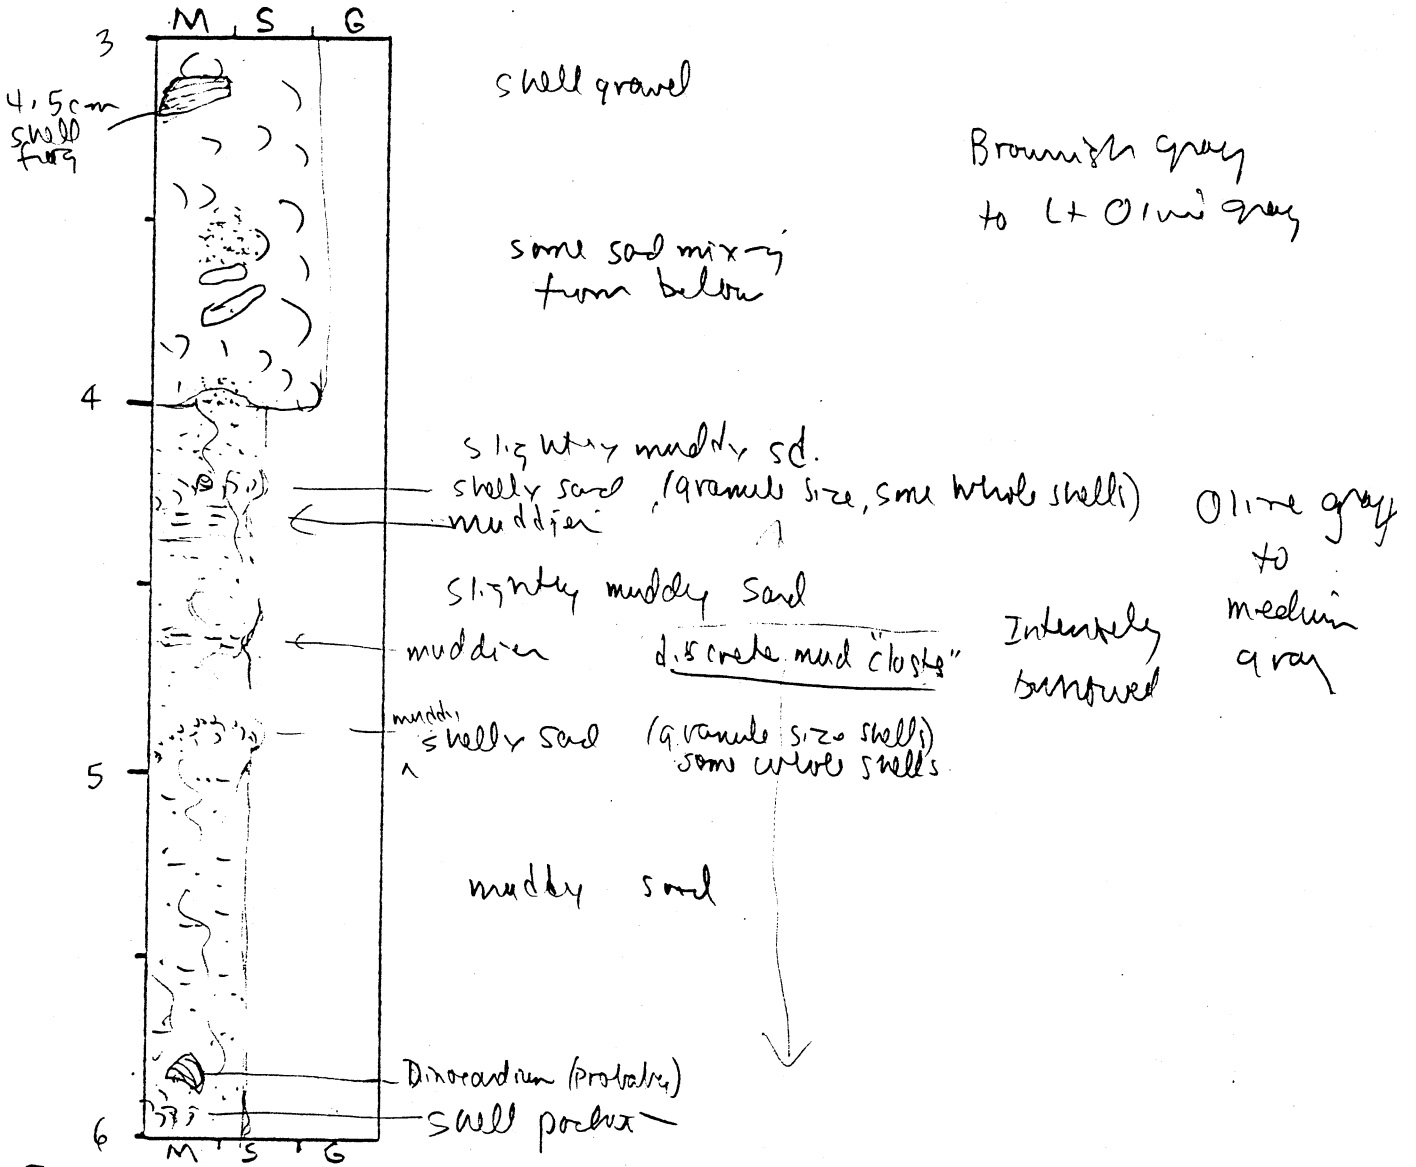 M S G
3
shell gravel
4.5cm
shell
frag
Brownish gray
to Lt Olive gray
some sad mixing
from below
4
slightly muddy sd.
shelly sand (granule size, some whole shells)
muddier
Olive gray
to
medium
gray
slightly muddy sand
muddier
discrete mud "clasts"
Intensely
burrowed
muddy
shelly sad (granule size shells)
some whole shells
5
muddy sand
Dinocardium (probably)
shell pocket
6
M S G